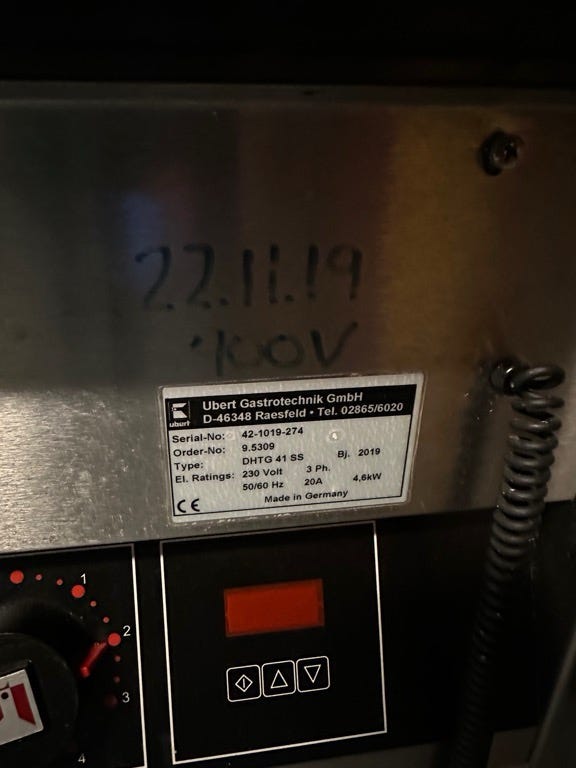 22.11.19
400V
ubert
Ubert Gastrotechnik GmbH
D-46348 Raesfeld • Tel. 02865/6020
Serial-No: 42-1019-274
Order-No: 9.5309 Bj. 2019
Type: DHTG 41 SS
El. Ratings: 230 Volt 3 Ph.
50/60 Hz 20A 4,6kW
CE Made in Germany
1
2
3
4